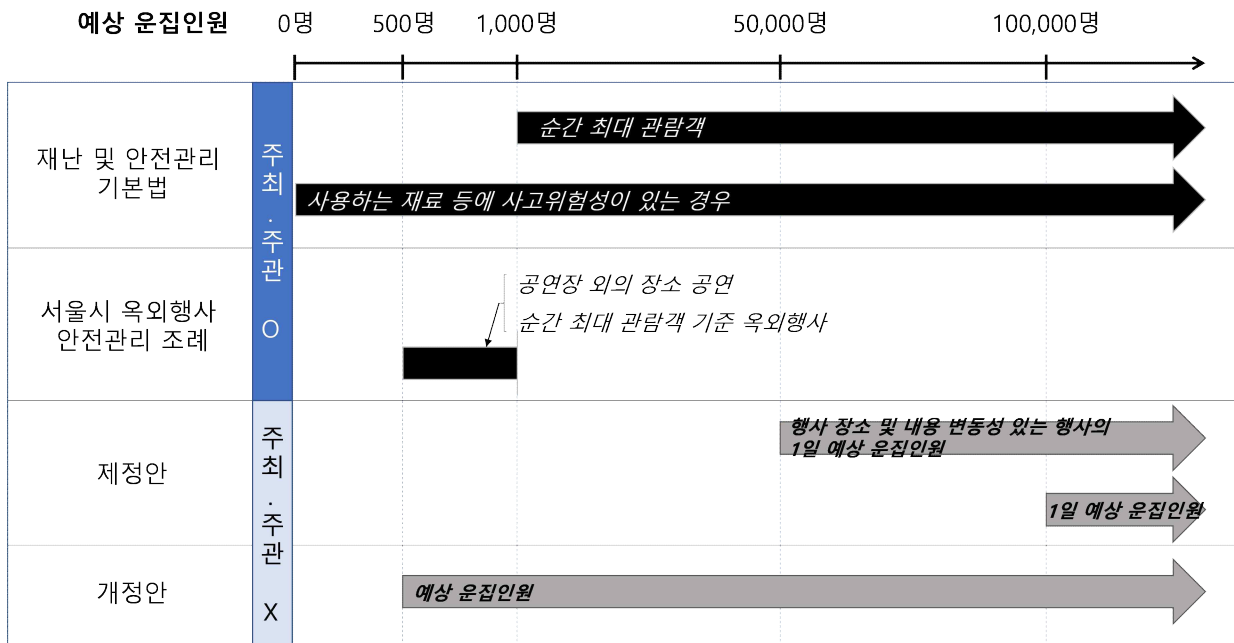 예상 운집인원 0명 500명 1,000명 50,000명 100,000명
재난 및 안전관리
기본법
주최·주관 O
순간 최대 관람객
사용하는 재료 등에 사고위험성이 있는 경우
서울시 옥외행사
안전관리 조례
공연장 외의 장소 공연
순간 최대 관람객 기준 옥외행사
제정안
주최·주관 X
행사 장소 및 내용 변동성 있는 행사의
1일 예상 운집인원
1일 예상 운집인원
개정안
예상 운집인원